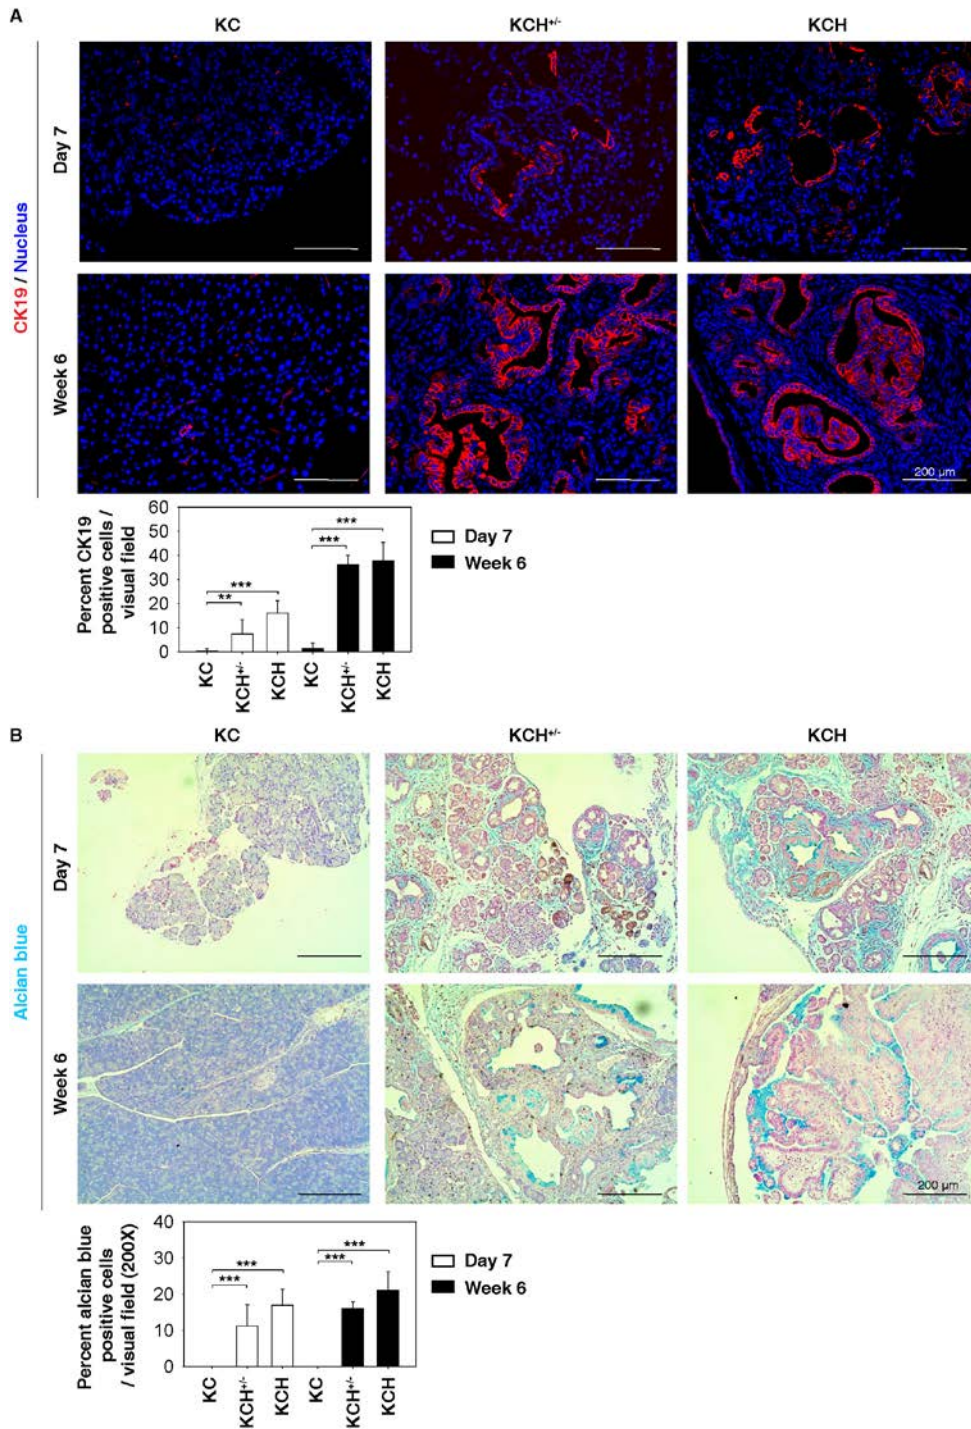 A
KC KCH+/- KCH
CK19 / Nucleus
Day 7
Week 6
200 µm
Percent CK19
positive cells /
visual field
60
50
40
30
20
10
0
** *** *** ***
KC KCH+/- KCH KC KCH+/- KCH
Day 7
Week 6
B
KC KCH+/- KCH
Alcian blue
Day 7
Week 6
200 µm
Percent alcian blue
positive cells
/ visual field (200X)
40
30
20
10
0
*** *** *** ***
KC KCH+/- KCH KC KCH+/- KCH
Day 7
Week 6